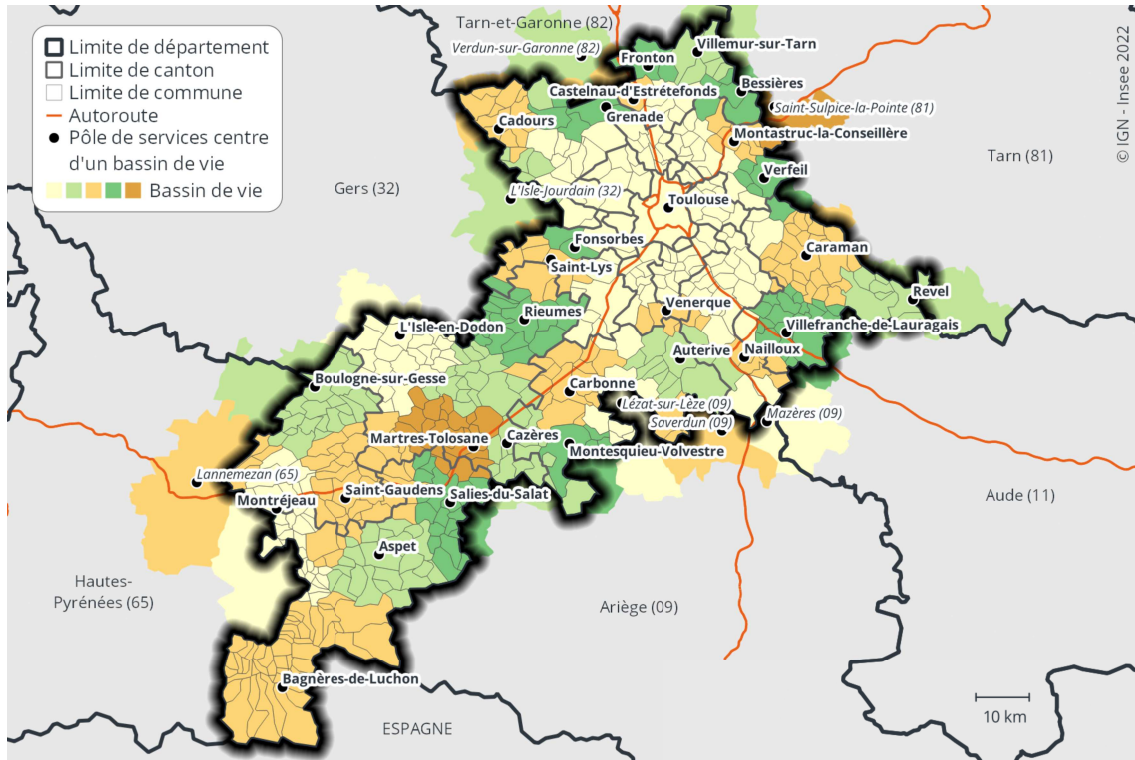 Tarn-et-Garonne (82)
Verdun-sur-Garonne (82)
Villemur-sur-Tarn
Fronton
© IGN - Insee 2022
Limite de département
Limite de canton
Limite de commune
Autoroute
Pôle de services centre
d'un bassin de vie
Bassin de vie
Bessières
Castelnau-d'Estrétefonds
Saint-Sulpice-la-Pointe (81)
Grenade
Cadours
Montastruc-la-Conseillère
Tarn (81)
Verfeil
Gers (32)
L'Isle-Jourdain (32)
Toulouse
Fonsorbes
Caraman
Saint-Lys
Revel
Venerque
Rieumes
Villefranche-de-Lauragais
L'Isle-en-Dodon
Auterive
Nailloux
Boulogne-sur-Gesse
Carbonne
Lézat-sur-Lèze (09)
Mazères (09)
Saverdun (09)
Martres-Tolosane
Cazères
Montesquieu-Volvestre
Lannemezan (65)
Saint-Gaudens
Salies-du-Salat
Aude (11)
Montréjeau
Aspet
Hautes-
Pyrénées (65)
Ariège (09)
Bagnères-de-Luchon
10 km
ESPAGNE